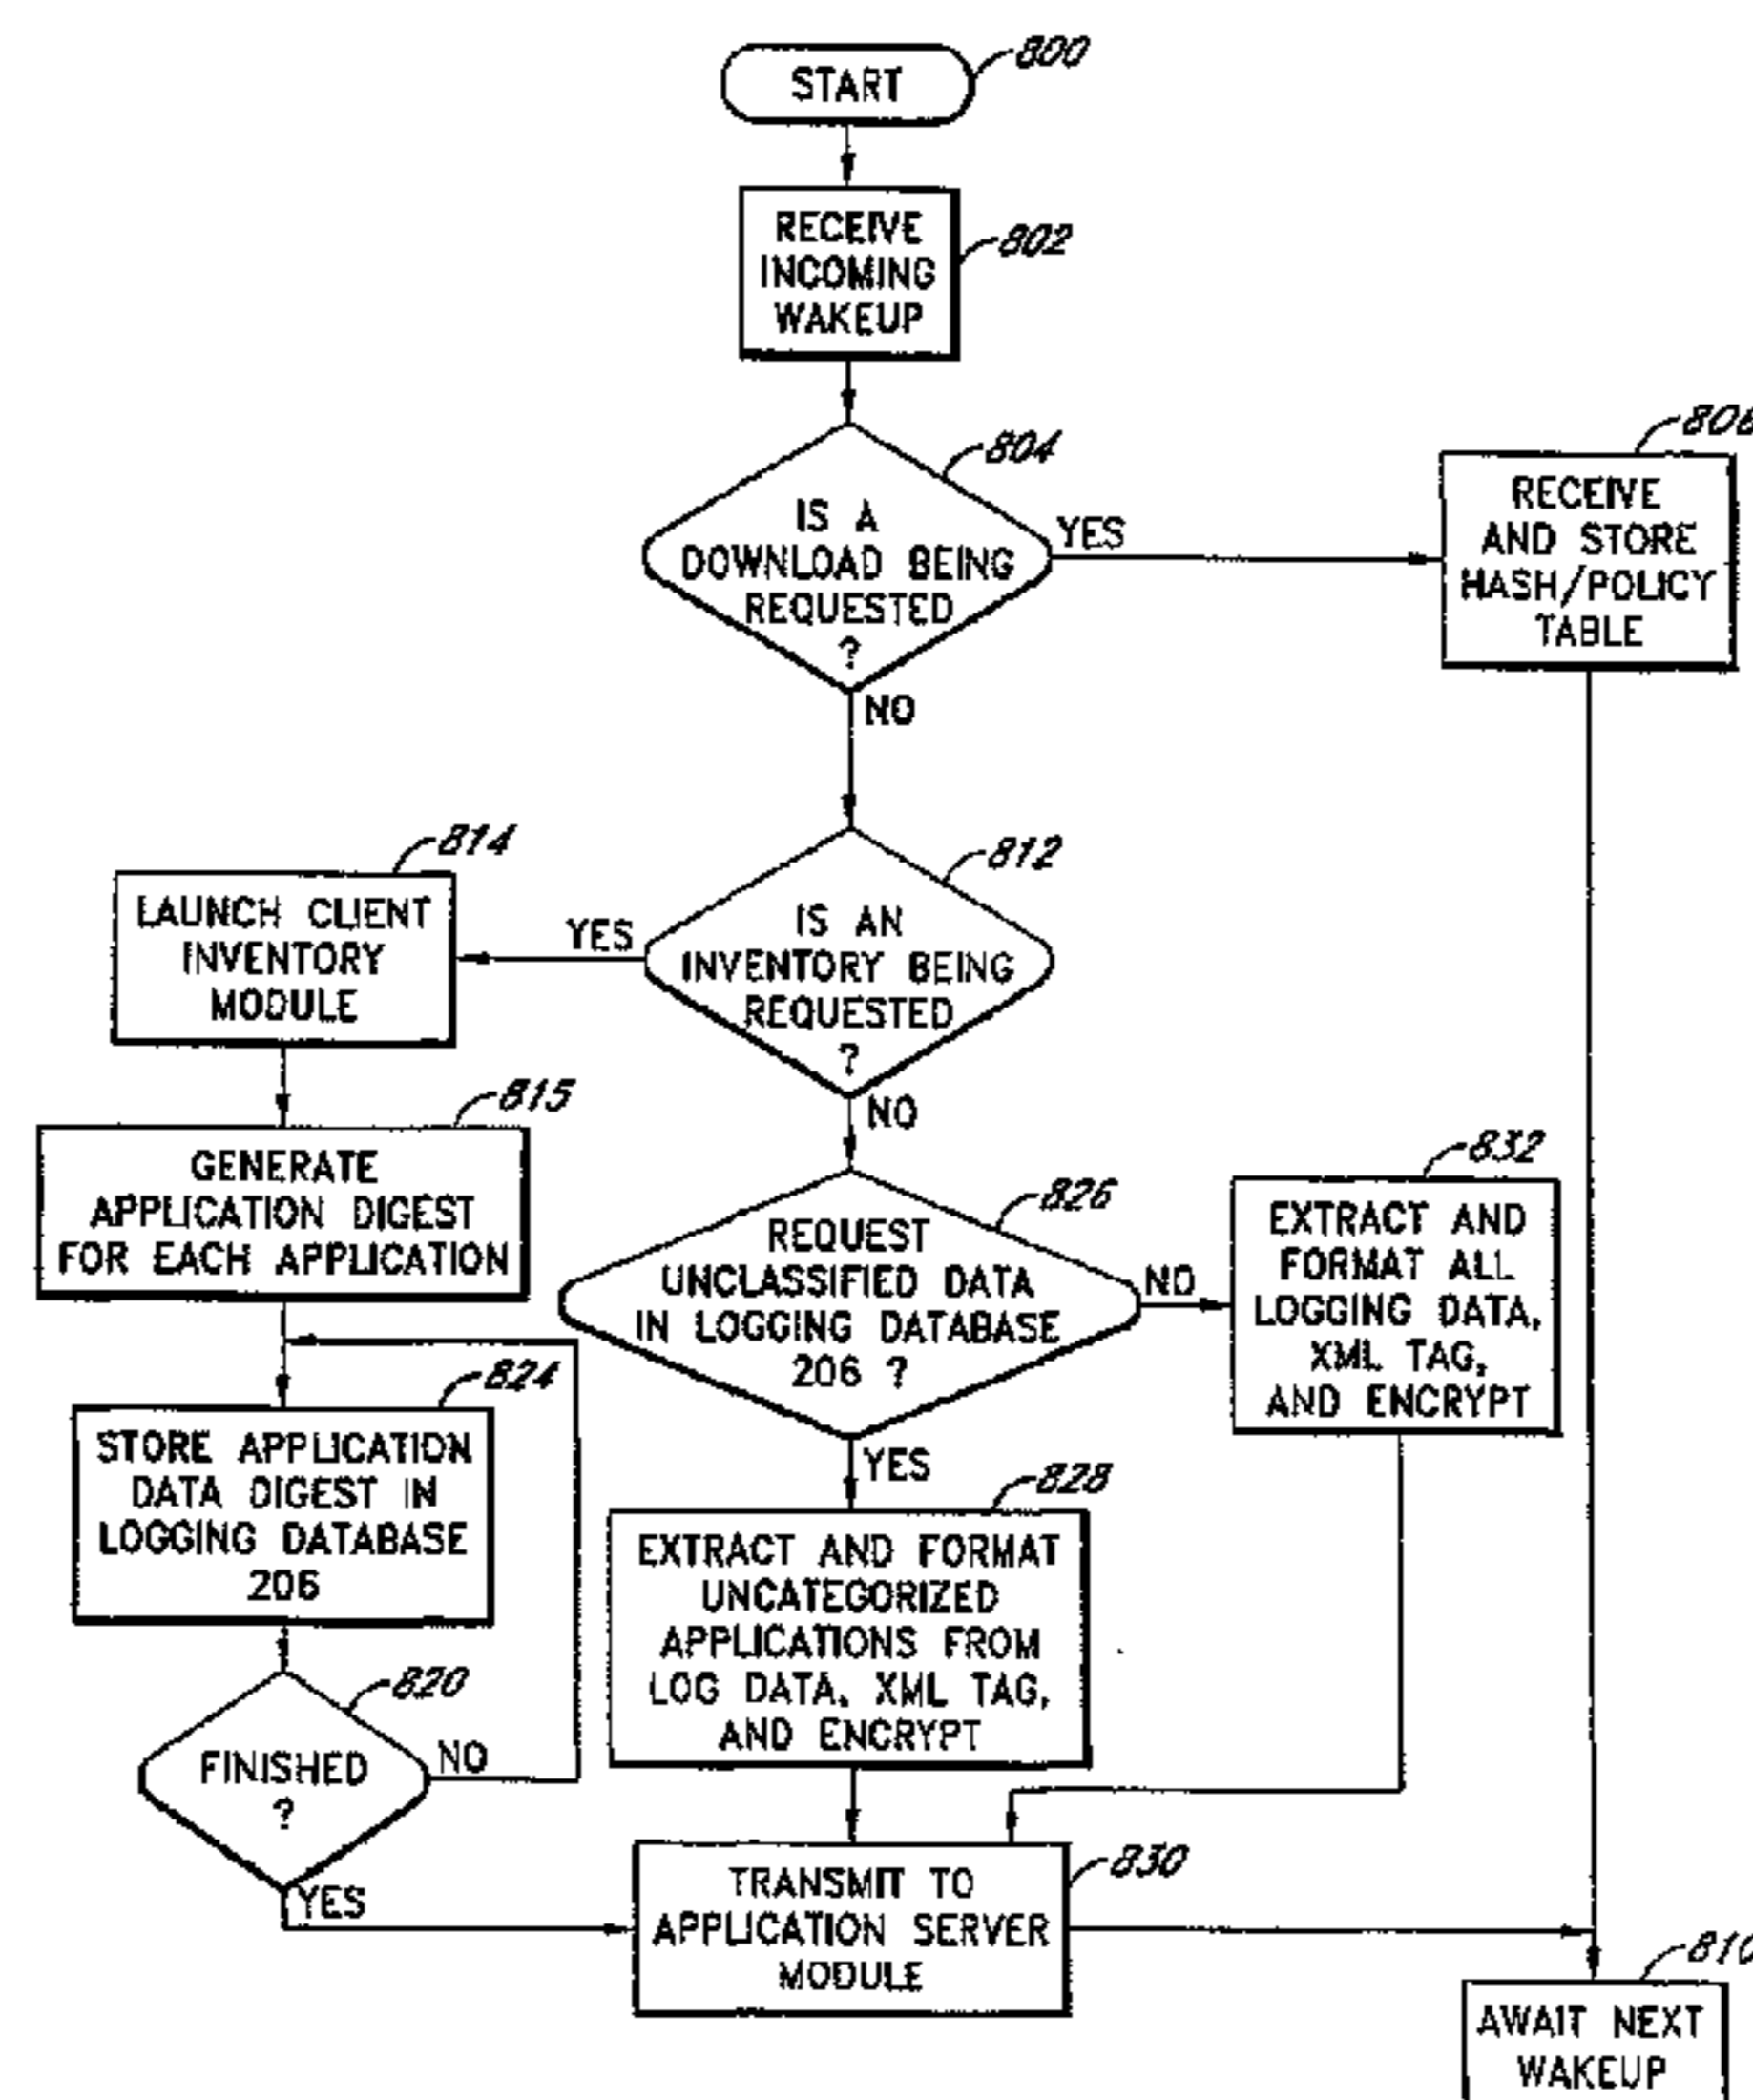 START
800
RECEIVE
INCOMING
WAKEUP
802
804
IS A
DOWNLOAD BEING
REQUESTED
?
YES
NO
RECEIVE
AND STORE
HASH/POLICY
TABLE
812
IS AN
INVENTORY BEING
REQUESTED
?
YES
NO
814
LAUNCH CLIENT
INVENTORY
MODULE
815
GENERATE
APPLICATION DIGEST
FOR EACH APPLICATION
826
REQUEST
UNCLASSIFIED DATA
IN LOGGING DATABASE
206 ?
NO
YES
832
EXTRACT AND
FORMAT ALL
LOGGING DATA,
XML TAG,
AND ENCRYPT
824
STORE APPLICATION
DATA DIGEST IN
LOGGING DATABASE
206
828
EXTRACT AND FORMAT
UNCATEGORIZED
APPLICATIONS FROM
LOG DATA, XML TAG,
AND ENCRYPT
820
FINISHED
?
NO
YES
830
TRANSMIT TO
APPLICATION SERVER
MODULE
810
AWAIT NEXT
WAKEUP